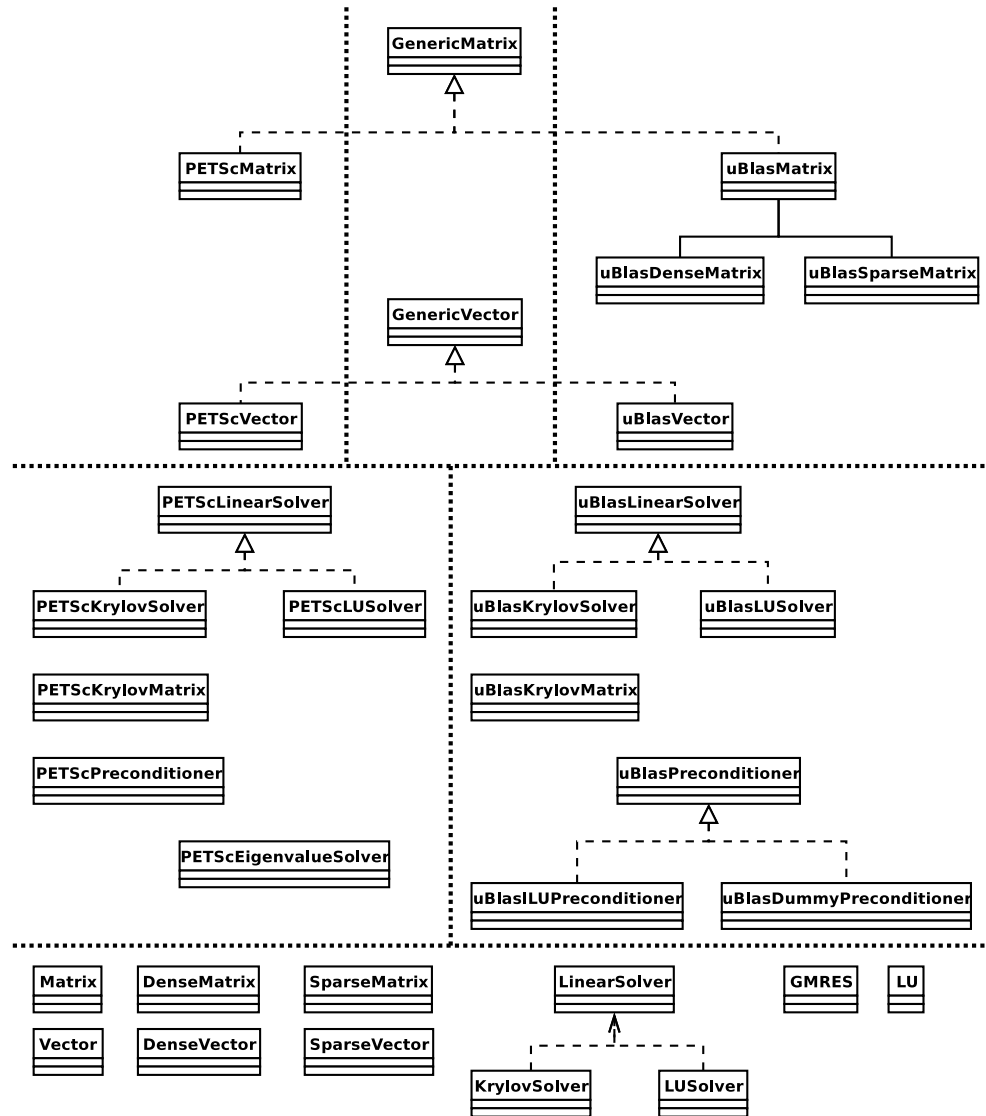 GenericMatrix
PETScMatrix
uBlasMatrix
uBlasDenseMatrix
uBlasSparseMatrix
GenericVector
PETScVector
uBlasVector
PETScLinearSolver
uBlasLinearSolver
PETScKrylovSolver
PETScLUSolver
uBlasKrylovSolver
uBlasLUSolver
PETScKrylovMatrix
uBlasKrylovMatrix
PETScPreconditioner
uBlasPreconditioner
PETScEigenvalueSolver
uBlasILUPreconditioner
uBlasDummyPreconditioner
Matrix
DenseMatrix
SparseMatrix
LinearSolver
GMRES
LU
Vector
DenseVector
SparseVector
KrylovSolver
LUSolver